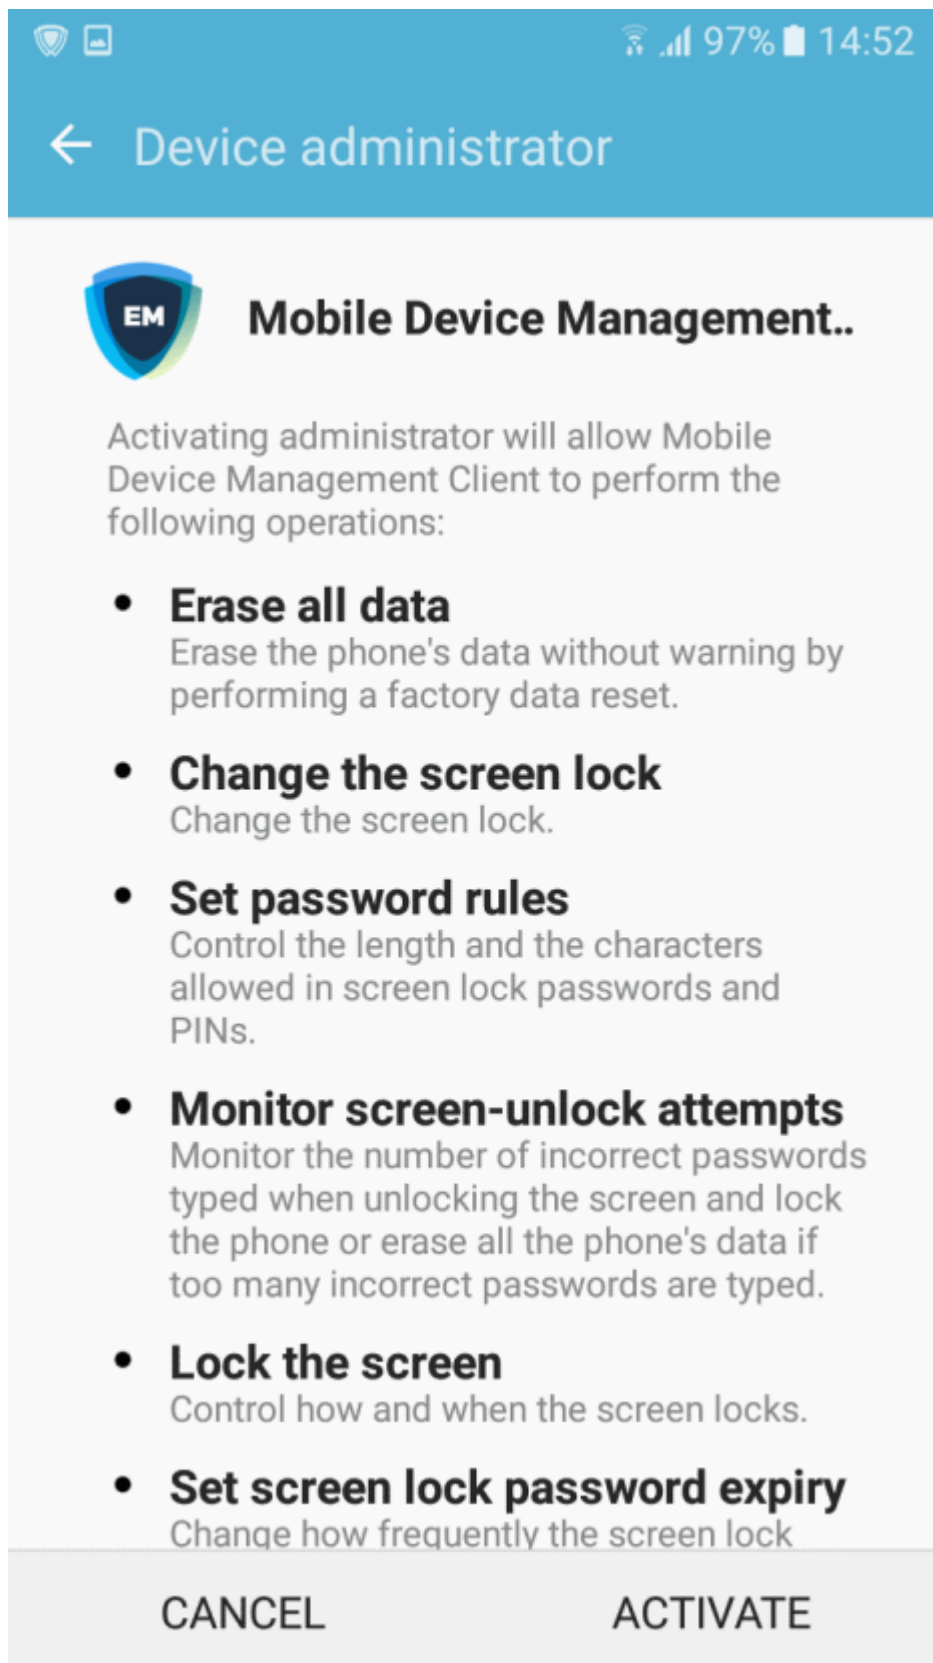 97% 14:52
Device administrator
EM
Mobile Device Management..
Activating administrator will allow Mobile
Device Management Client to perform the
following operations:
• Erase all data
Erase the phone's data without warning by
performing a factory data reset.
• Change the screen lock
Change the screen lock.
• Set password rules
Control the length and the characters
allowed in screen lock passwords and
PINs.
• Monitor screen-unlock attempts
Monitor the number of incorrect passwords
typed when unlocking the screen and lock
the phone or erase all the phone's data if
too many incorrect passwords are typed.
• Lock the screen
Control how and when the screen locks.
• Set screen lock password expiry
Change how frequently the screen lock
CANCEL ACTIVATE